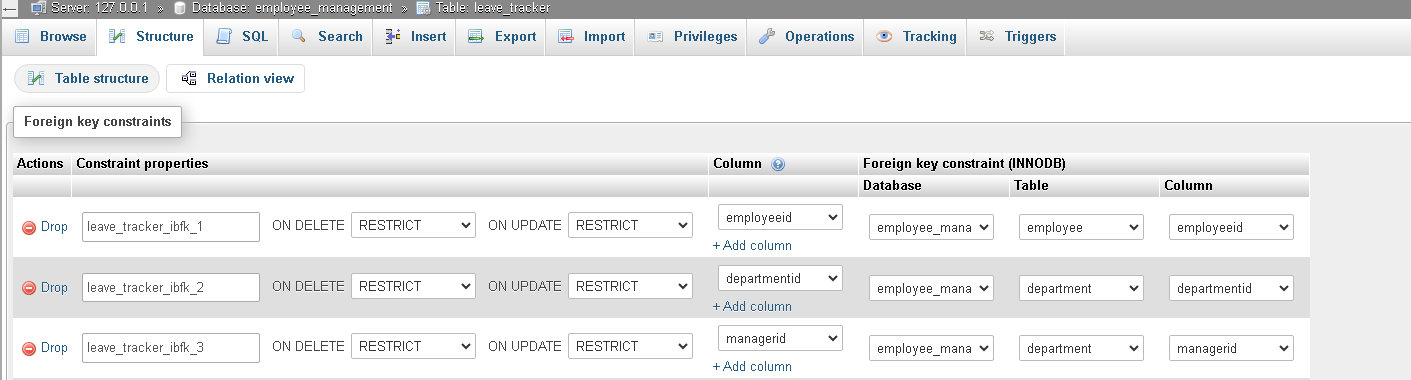 Server: 127.0.0.1 » Database: employee_management » Table: leave_tracker
Browse Structure SQL Search Insert Export Import Privileges Operations Tracking Triggers
Table structure Relation view
Foreign key constraints
Actions Constraint properties Column Foreign key constraint (INNODB)
Database Table Column
Drop leave_tracker_ibfk_1 ON DELETE RESTRICT ON UPDATE RESTRICT employeeid employee_mana employee employeeid
+ Add column
Drop leave_tracker_ibfk_2 ON DELETE RESTRICT ON UPDATE RESTRICT departmentid employee_mana department departmentid
+ Add column
Drop leave_tracker_ibfk_3 ON DELETE RESTRICT ON UPDATE RESTRICT managerid employee_mana department managerid
+ Add column